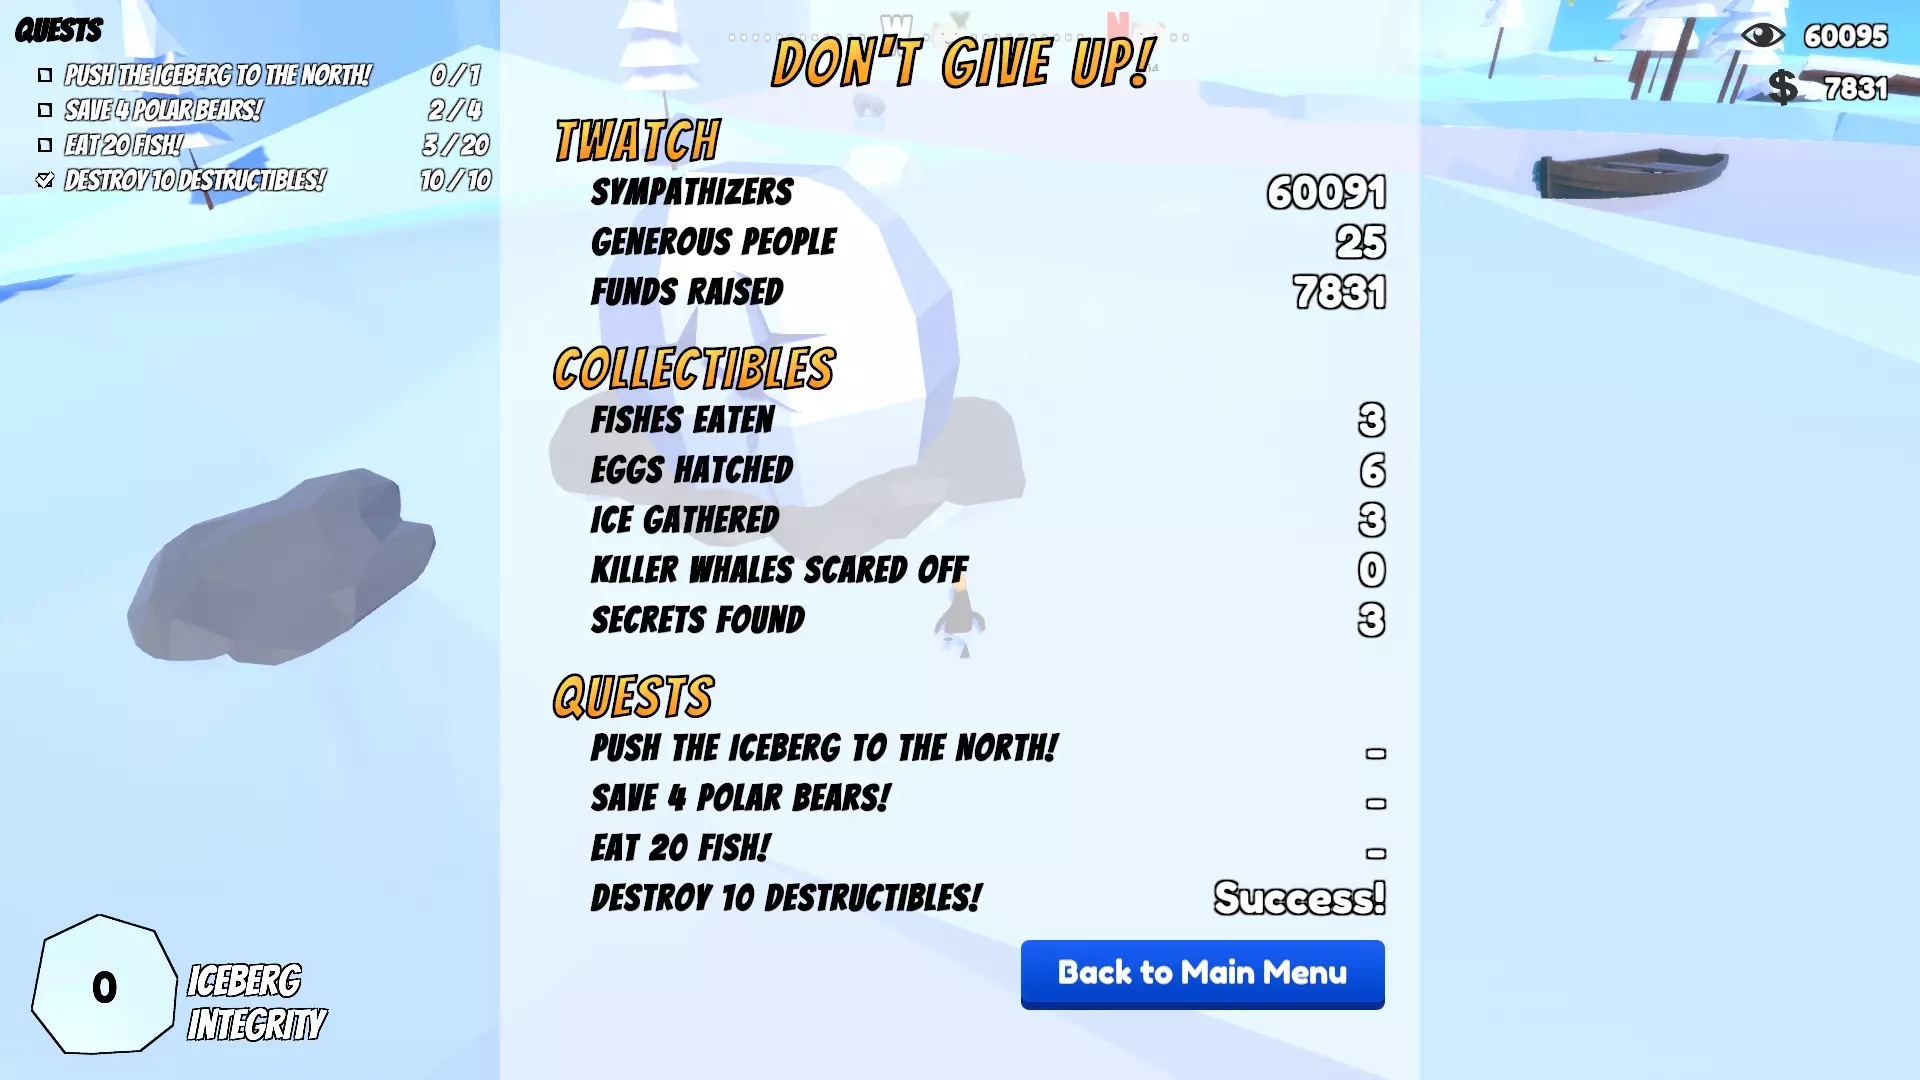 QUESTS
PUSH THE ICEBERG TO THE NORTH! 0/1
SAVE 4 POLAR BEARS! 2/4
EAT 20 FISH! 3/20
DESTROY 10 DESTRUCTIBLES! 10/10
W N
DON'T GIVE UP!
60095
$ 7831
TWATCH
SYMPATHIZERS 60091
GENEROUS PEOPLE 25
FUNDS RAISED 7831
COLLECTIBLES
FISHES EATEN 3
EGGS HATCHED 6
ICE GATHERED 3
KILLER WHALES SCARED OFF 0
SECRETS FOUND 3
QUESTS
PUSH THE ICEBERG TO THE NORTH! -
SAVE 4 POLAR BEARS! -
EAT 20 FISH! -
DESTROY 10 DESTRUCTIBLES! Success!
Back to Main Menu
0
ICEBERG
INTEGRITY